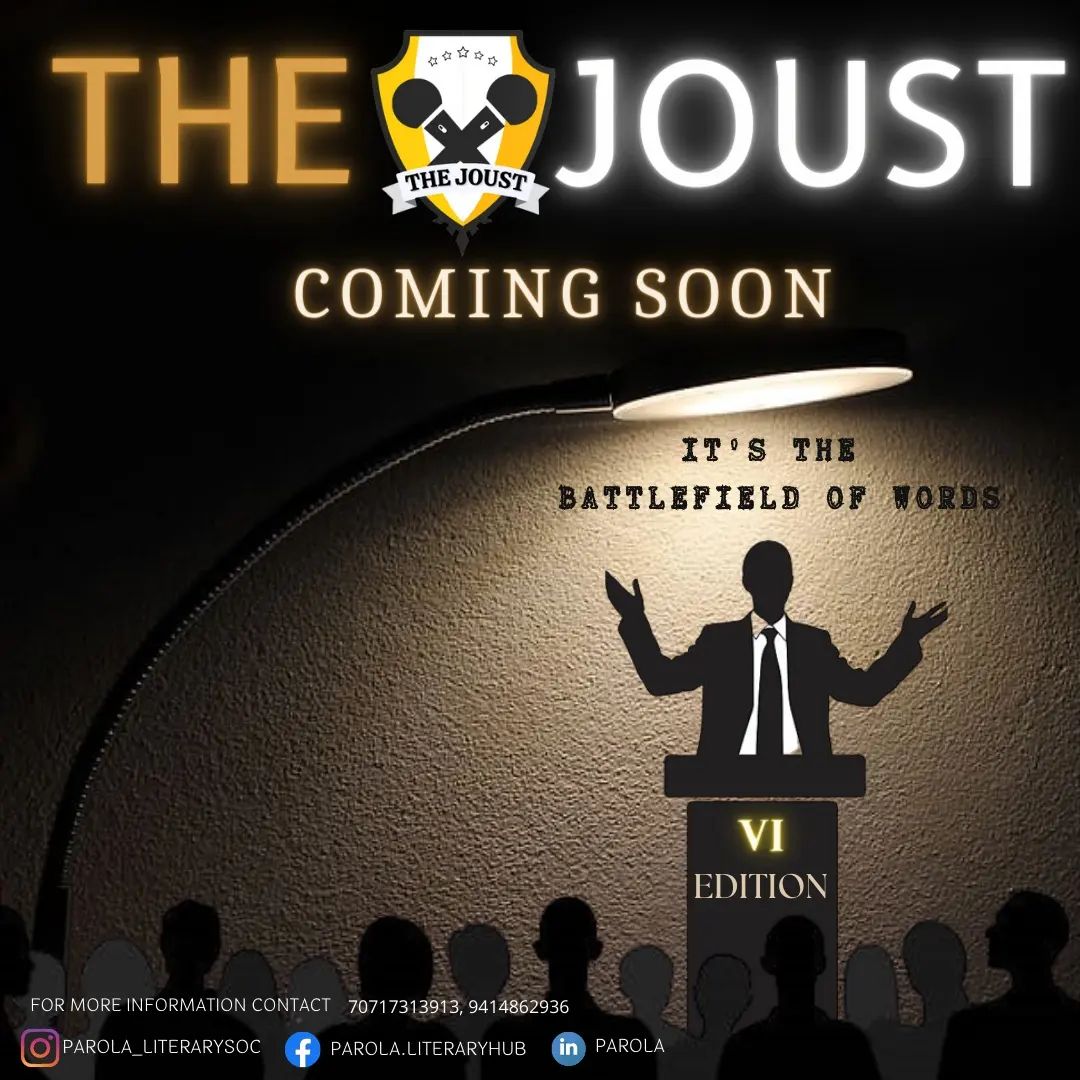 THE JOUST
THE JOUST
COMING SOON
IT'S THE
BATTLEFIELD OF WORDS
VI
EDITION
FOR MORE INFORMATION CONTACT 70717313913, 9414862936
PAROLA_LITERARYSOC PAROLA.LITERARYHUB in PAROLA